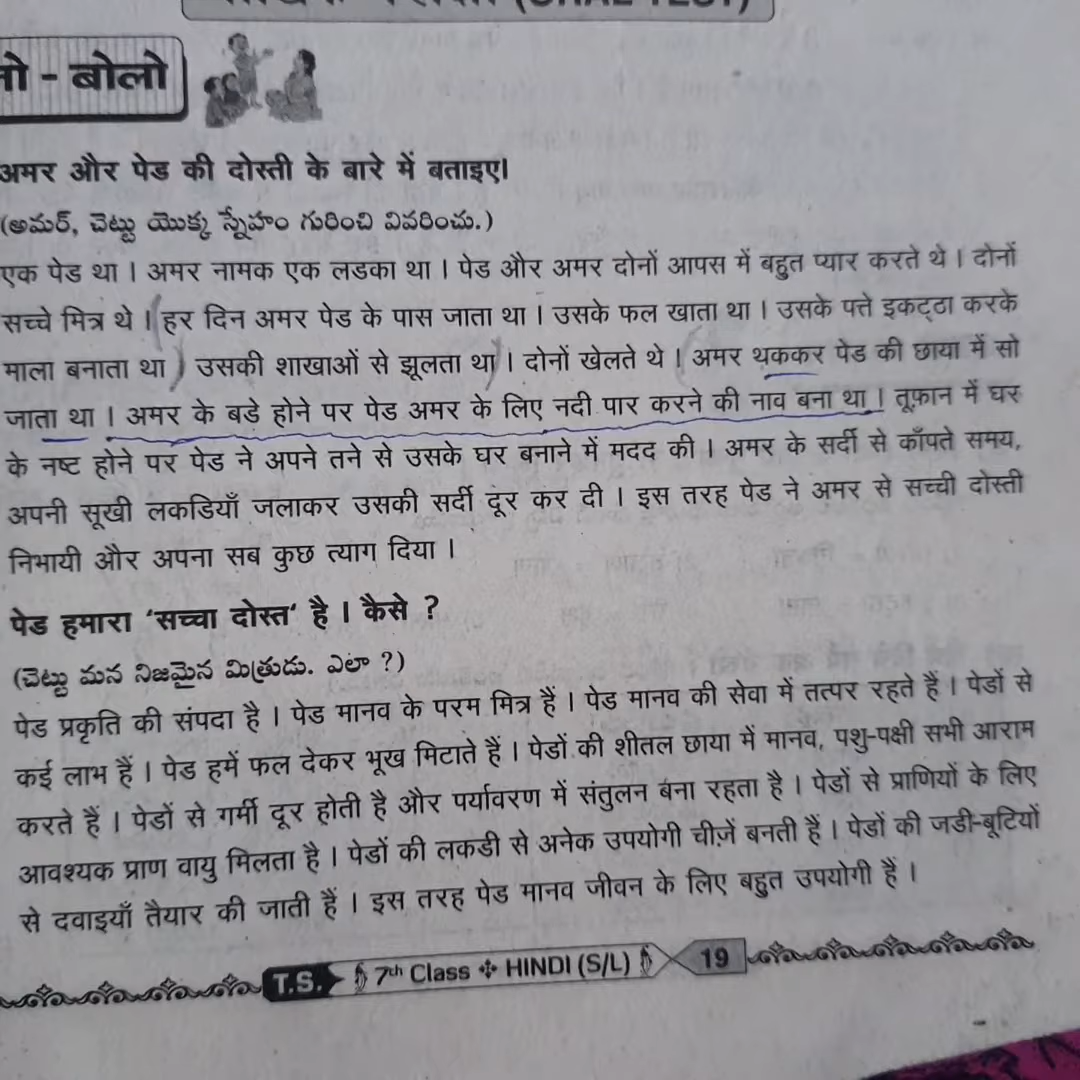 (ORAL TEST)
- बोलो
अमर और पेड की दोस्ती के बारे में बताइए।
(అమర్, చెట్టు యొక్క స్నేహం గురించి వివరించు.)
एक पेड था । अमर नामक एक लडका था । पेड और अमर दोनों आपस में बहुत प्यार करते थे । दोनों
सच्चे मित्र थे । हर दिन अमर पेड के पास जाता था । उसके फल खाता था । उसके पत्ते इकट्ठा करके
माला बनाता था । उसकी शाखाओं से झूलता था । दोनों खेलते थे । अमर थककर पेड की छाया में सो
जाता था । अमर के बडे होने पर पेड अमर के लिए नदी पार करने की नाव बना था । तूफ़ान में घर
के नष्ट होने पर पेड ने अपने तने से उसके घर बनाने में मदद की । अमर के सर्दी से काँपते समय,
अपनी सूखी लकडियाँ जलाकर उसकी सर्दी दूर कर दी । इस तरह पेड ने अमर से सच्ची दोस्ती
निभायी और अपना सब कुछ त्याग दिया ।
पेड हमारा 'सच्चा दोस्त' है । कैसे ?
(చెట్టు మన నిజమైన మిత్రుడు. ఎలా ?)
पेड प्रकृति की संपदा है । पेड मानव के परम मित्र हैं । पेड मानव की सेवा में तत्पर रहते हैं । पेडों से
कई लाभ हैं । पेड हमें फल देकर भूख मिटाते हैं । पेडों की शीतल छाया में मानव, पशु-पक्षी सभी आराम
करते हैं । पेडों से गर्मी दूर होती है और पर्यावरण में संतुलन बना रहता है । पेडों से प्राणियों के लिए
आवश्यक प्राण वायु मिलता है । पेडों की लकडी से अनेक उपयोगी चीज़ें बनती हैं । पेडों की जडी-बूटियों
से दवाइयाँ तैयार की जाती हैं । इस तरह पेड मानव जीवन के लिए बहुत उपयोगी हैं ।
T.S. 7th Class HINDI (S/L) 19